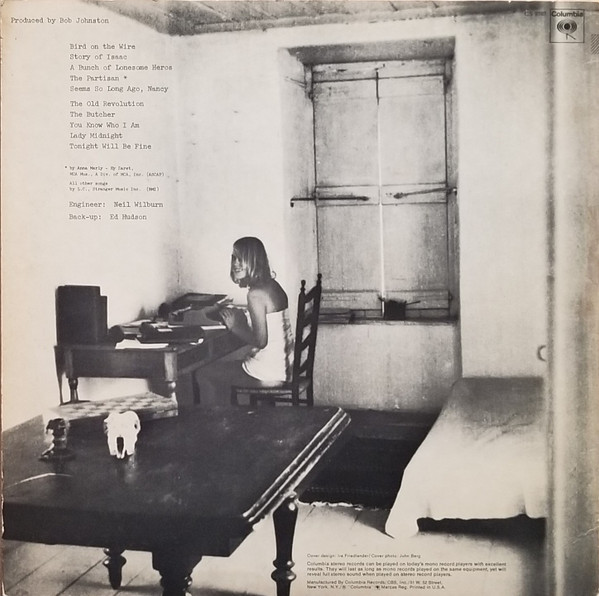 Produced by Bob Johnston
Columbia
Bird on the Wire
Story of Isaac
A Bunch of Lonesome Heros
The Partisan *
Seems So Long Ago, Nancy
The Old Revolution
The Butcher
You Know Who I Am
Lady Midnight
Tonight Will Be Fine
* by Anna Marly - Hy Zaret,
MCA Mus., A Div. of MCA, Inc. (ASCAP)
All other songs
by L.C., Stranger Music Inc. (BMI)
Engineer: Neil Wilburn
Back-up: Ed Hudson
Cover design: Ira Friedlander/ Cover photo: John Berg
Columbia stereo records can be played on today's mono record players with excellent
results. They will last as long as mono records played on the same equipment, yet will
reveal full stereo sound when played on stereo record players.
Manufactured By Columbia Records/CBS, Inc./51 W. 52 Street,
New York, N.Y./® "Columbia," Marcas Reg. Printed in U.S.A.